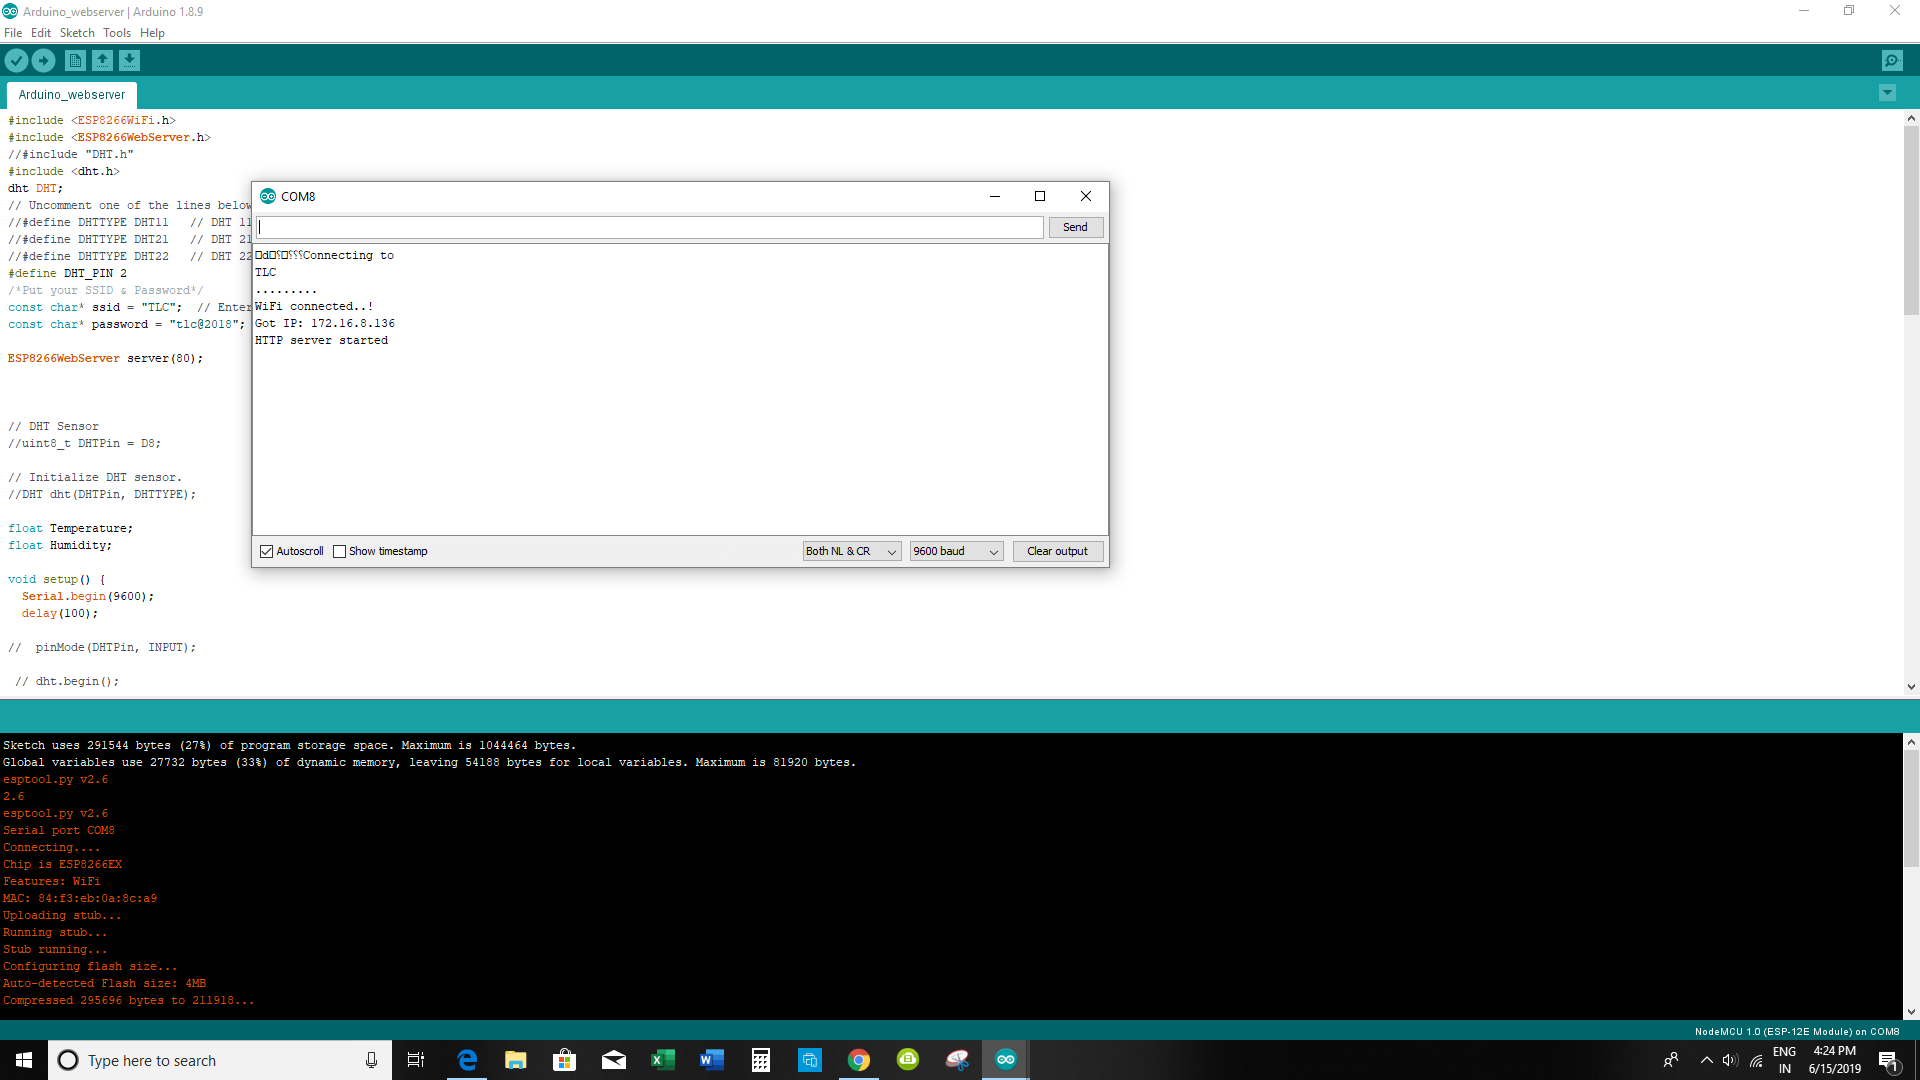 Arduino_webserver | Arduino 1.8.9
File Edit Sketch Tools Help
Arduino_webserver
#include <ESP8266WiFi.h>
#include <ESP8266WebServer.h>
//#include "DHT.h"
#include <dht.h>
dht DHT;
// Uncomment one of the lines below
//#define DHTTYPE DHT11   // DHT 11
//#define DHTTYPE DHT21   // DHT 21
//#define DHTTYPE DHT22   // DHT 22
#define DHT_PIN 2
/*Put your SSID & Password*/
const char* ssid = "TLC";  // Enter
const char* password = "tlc@2018";
ESP8266WebServer server(80);
// DHT Sensor
//uint8_t DHTPin = D8;
// Initialize DHT sensor.
//DHT dht(DHTPin, DHTTYPE);
float Temperature;
float Humidity;
void setup() {
Serial.begin(9600);
delay(100);
//  pinMode(DHTPin, INPUT);
// dht.begin();
COM8
Send
Connecting to
TLC
.........
WiFi connected..!
Got IP: 172.16.8.136
HTTP server started
Autoscroll Show timestamp Both NL & CR 9600 baud Clear output
Sketch uses 291544 bytes (27%) of program storage space. Maximum is 1044464 bytes.
Global variables use 27732 bytes (33%) of dynamic memory, leaving 54188 bytes for local variables. Maximum is 81920 bytes.
esptool.py v2.6
2.6
esptool.py v2.6
Serial port COM8
Connecting....
Chip is ESP8266EX
Features: WiFi
MAC: 84:f3:eb:0a:8c:a9
Uploading stub...
Running stub...
Stub running...
Configuring flash size...
Auto-detected Flash size: 4MB
Compressed 295696 bytes to 211918...
NodeMCU 1.0 (ESP-12E Module) on COM8
Type here to search
ENG
IN
4:24 PM
6/15/2019
1